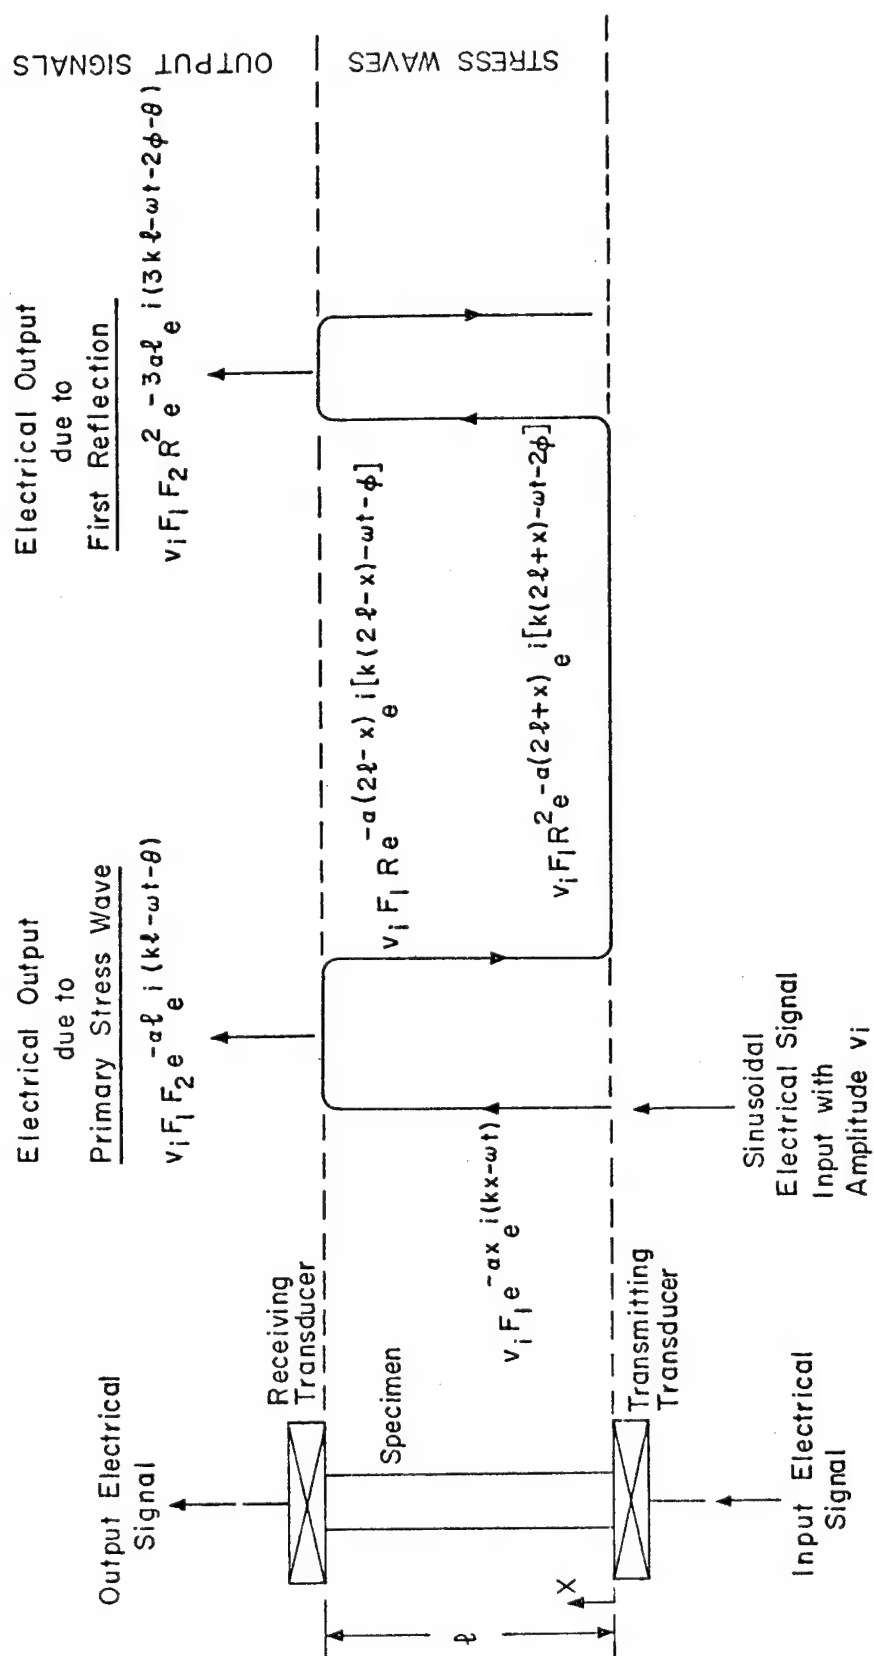 Output Electrical
Signal
Receiving
Transducer
Specimen
Transmitting
Transducer
Input Electrical
Signal
X
ℓ
Electrical Output
due to
Primary Stress Wave
v_i F_1 F_2 e^{-αℓ} e^{i(kℓ-ωt-θ)}
Electrical Output
due to
First Reflection
v_i F_1 F_2 R^2 e^{-3αℓ} e^{i(3kℓ-ωt-2ϕ-θ)}
OUTPUT SIGNALS
STRESS WAVES
v_i F_1 e^{-αx} e^{i(kx-ωt)}
v_i F_1 R e^{-α(2ℓ-x)} e^{i[k(2ℓ-x)-ωt-ϕ]}
v_i F_1 R^2 e^{-α(2ℓ+x)} e^{i[k(2ℓ+x)-ωt-2ϕ]}
Sinusoidal
Electrical Signal
Input with
Amplitude v_i